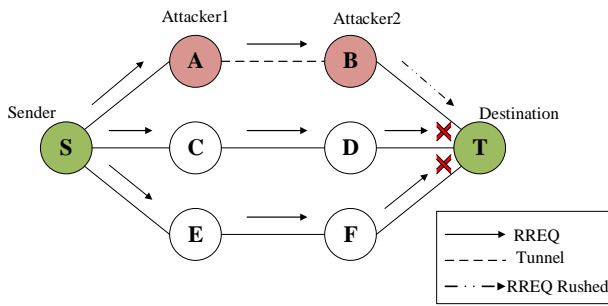 Attacker1
Attacker2
A
B
Sender
Destination
S
C
D
T
E
F
RREQ
Tunnel
RREQ Rushed